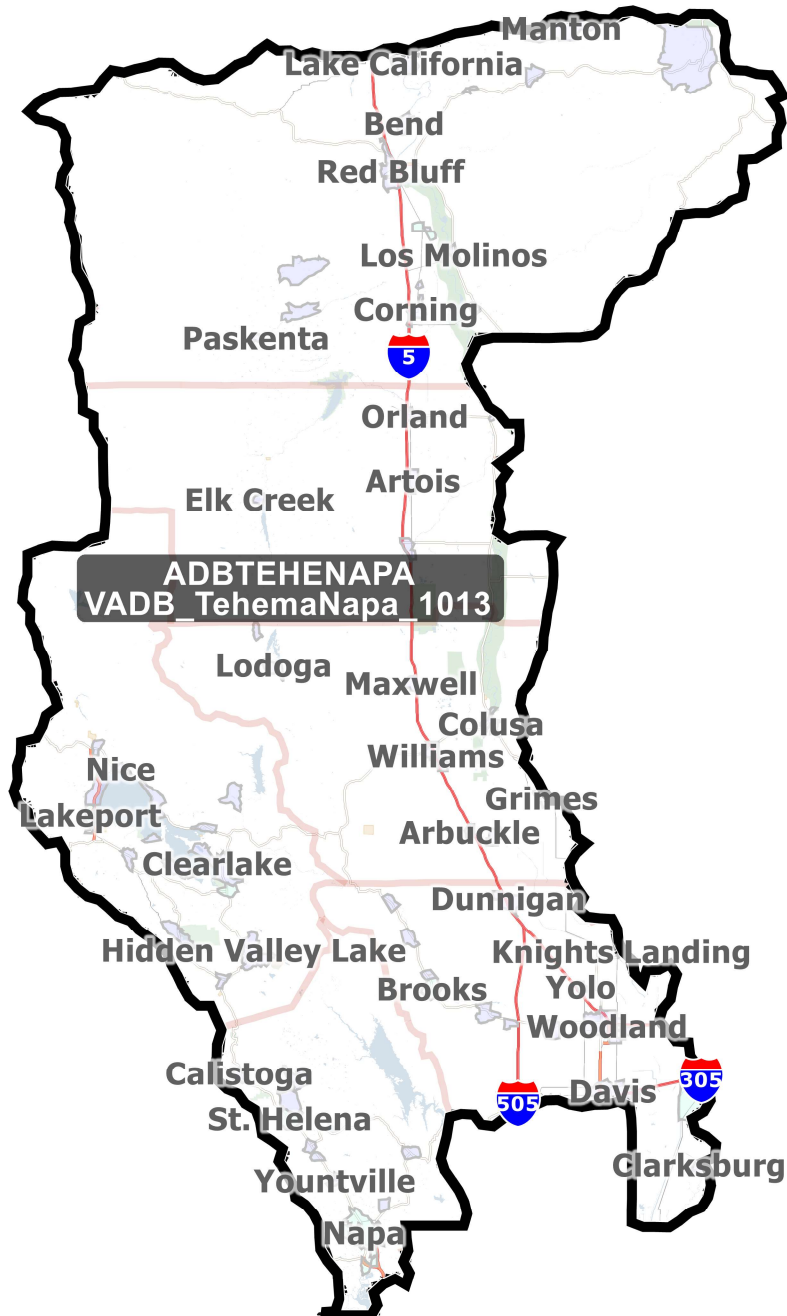 Manton
Lake California
Bend
Red Bluff
Los Molinos
Corning
Paskenta
5
Orland
Artois
Elk Creek
ADBTEHENAPA
VADB_TehemaNapa_1013
Lodoga
Maxwell
Colusa
Williams
Nice
Grimes
Lakeport
Arbuckle
Clearlake
Dunnigan
Hidden Valley Lake
Knights Landing
Brooks
Yolo
Woodland
Calistoga
305
Davis
505
St. Helena
Clarksburg
Yountville
Napa